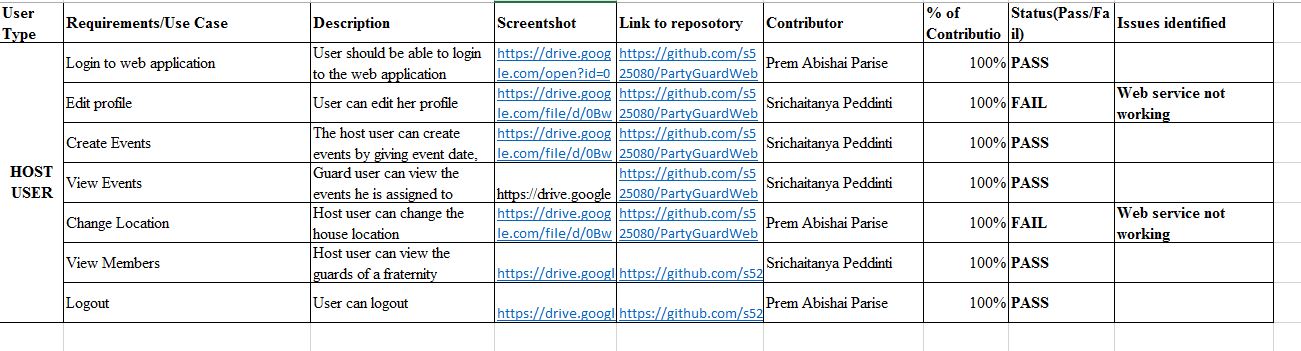 User Type	Requirements/Use Case	Description	Screentshot	Link to reposotory	Contributor	% of Contributio	Status(Pass/Fail)	Issues identified
HOST USER
Login to web application	User should be able to login to the web application	https://drive.google.com/open?id=0	https://github.com/s525080/PartyGuardWeb	Prem Abishai Parise	100%	PASS
Edit profile	User can edit her profile	https://drive.google.com/file/d/0Bw	https://github.com/s525080/PartyGuardWeb	Srichaitanya Peddinti	100%	FAIL	Web service not working
Create Events	The host user can create events by giving event date,	https://drive.google.com/file/d/0Bw	https://github.com/s525080/PartyGuardWeb	Srichaitanya Peddinti	100%	PASS
View Events	Guard user can view the events he is assigned to	https://drive.google	https://github.com/s525080/PartyGuardWeb	Srichaitanya Peddinti	100%	PASS
Change Location	Host user can change the house location	https://drive.google.com/file/d/0Bw	https://github.com/s525080/PartyGuardWeb	Prem Abishai Parise	100%	FAIL	Web service not working
View Members	Host user can view the guards of a fraternity	https://drive.googl	https://github.com/s52	Srichaitanya Peddinti	100%	PASS
Logout	User can logout	https://drive.googl	https://github.com/s52	Prem Abishai Parise	100%	PASS